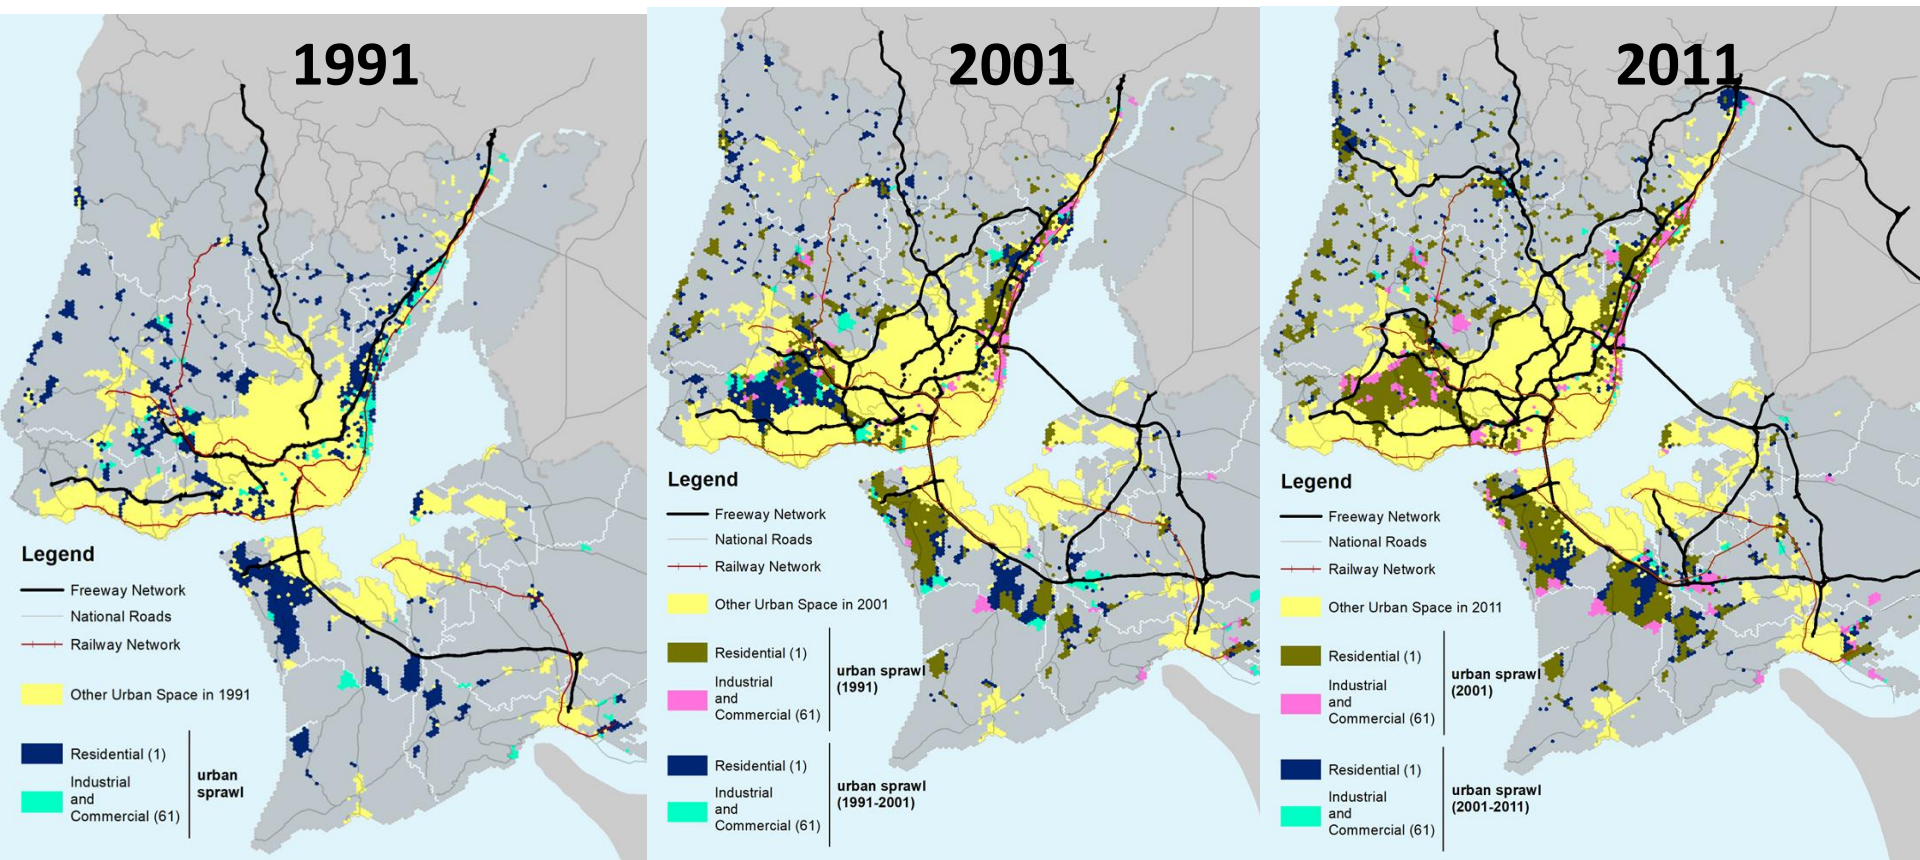 1991
Legend
Freeway Network
National Roads
Railway Network
Other Urban Space in 1991
Residential (1)
Industrial
and
Commercial (61)
urban
sprawl
2001
Legend
Freeway Network
National Roads
Railway Network
Other Urban Space in 2001
Residential (1)
Industrial
and
Commercial (61)
urban sprawl
(1991)
Residential (1)
Industrial
and
Commercial (61)
urban sprawl
(1991-2001)
2011
Legend
Freeway Network
National Roads
Railway Network
Other Urban Space in 2011
Residential (1)
Industrial
and
Commercial (61)
urban sprawl
(2001)
Residential (1)
Industrial
and
Commercial (61)
urban sprawl
(2001-2011)